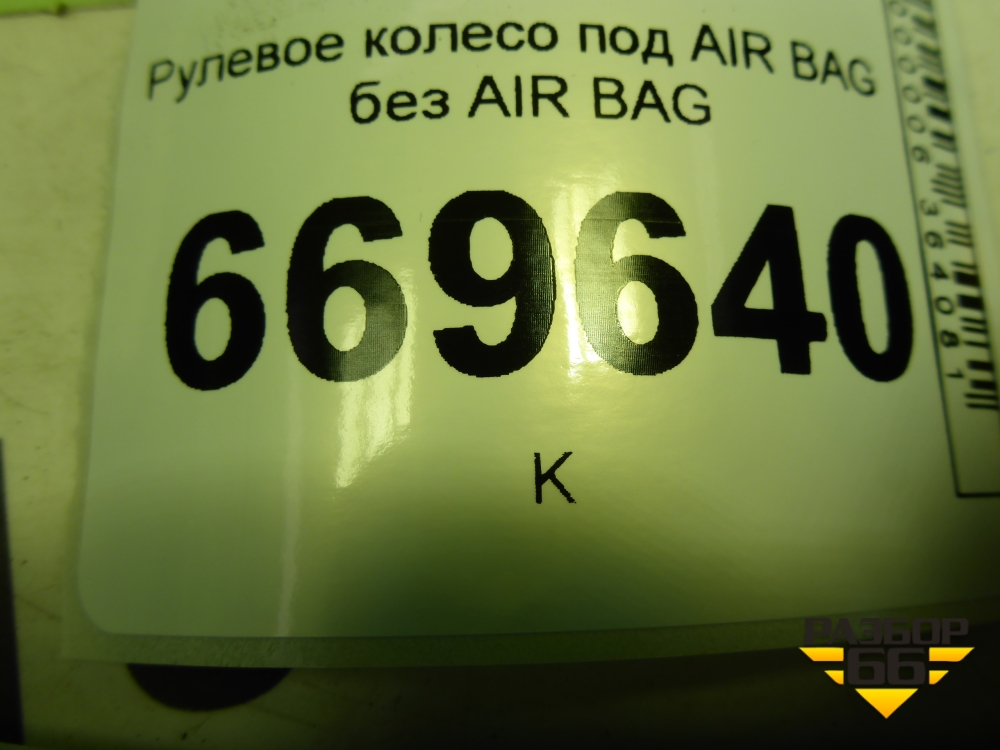 Рулевое колесо под AIR BAG
без AIR BAG
669640
К
РАЗБОР
66